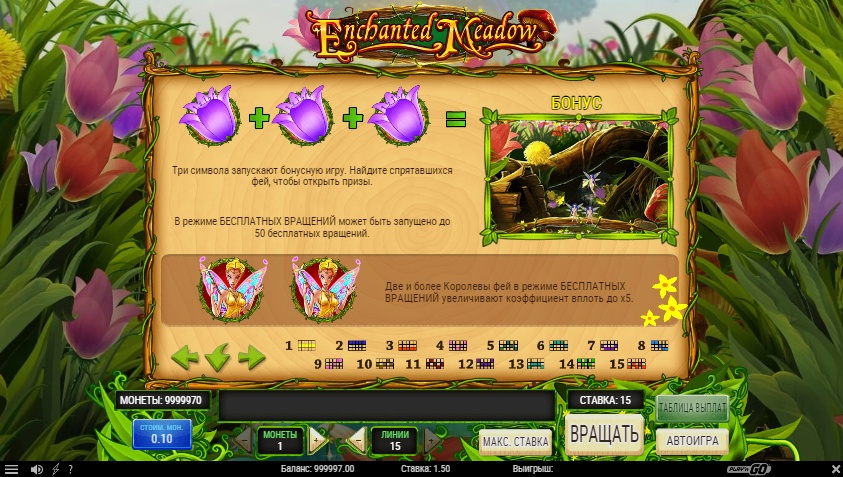 Enchanted Meadow
БОНУС
Три символа запускают бонусную игру. Найдите спрятавшихся
фей, чтобы открыть призы.
В режиме БЕСПЛАТНЫХ ВРАЩЕНИЙ может быть запущено до
50 бесплатных вращений.
Две и более Королевы фей в режиме БЕСПЛАТНЫХ
ВРАЩЕНИЙ увеличивают коэффициент вплоть до x5.
1 2 3 4 5 6 7 8
9 10 11 12 13 14 15
МОНЕТЫ: 9999970
СТАВКА: 15
ТАБЛИЦА ВЫПЛАТ
СТОИМ. МОН.
0.10
МОНЕТЫ
1
ЛИНИИ
15
МАКС. СТАВКА
ВРАЩАТЬ
АВТОИГРА
Баланс: 999997.00 Ставка: 1.50 Выигрыш:
PLAY'N GO